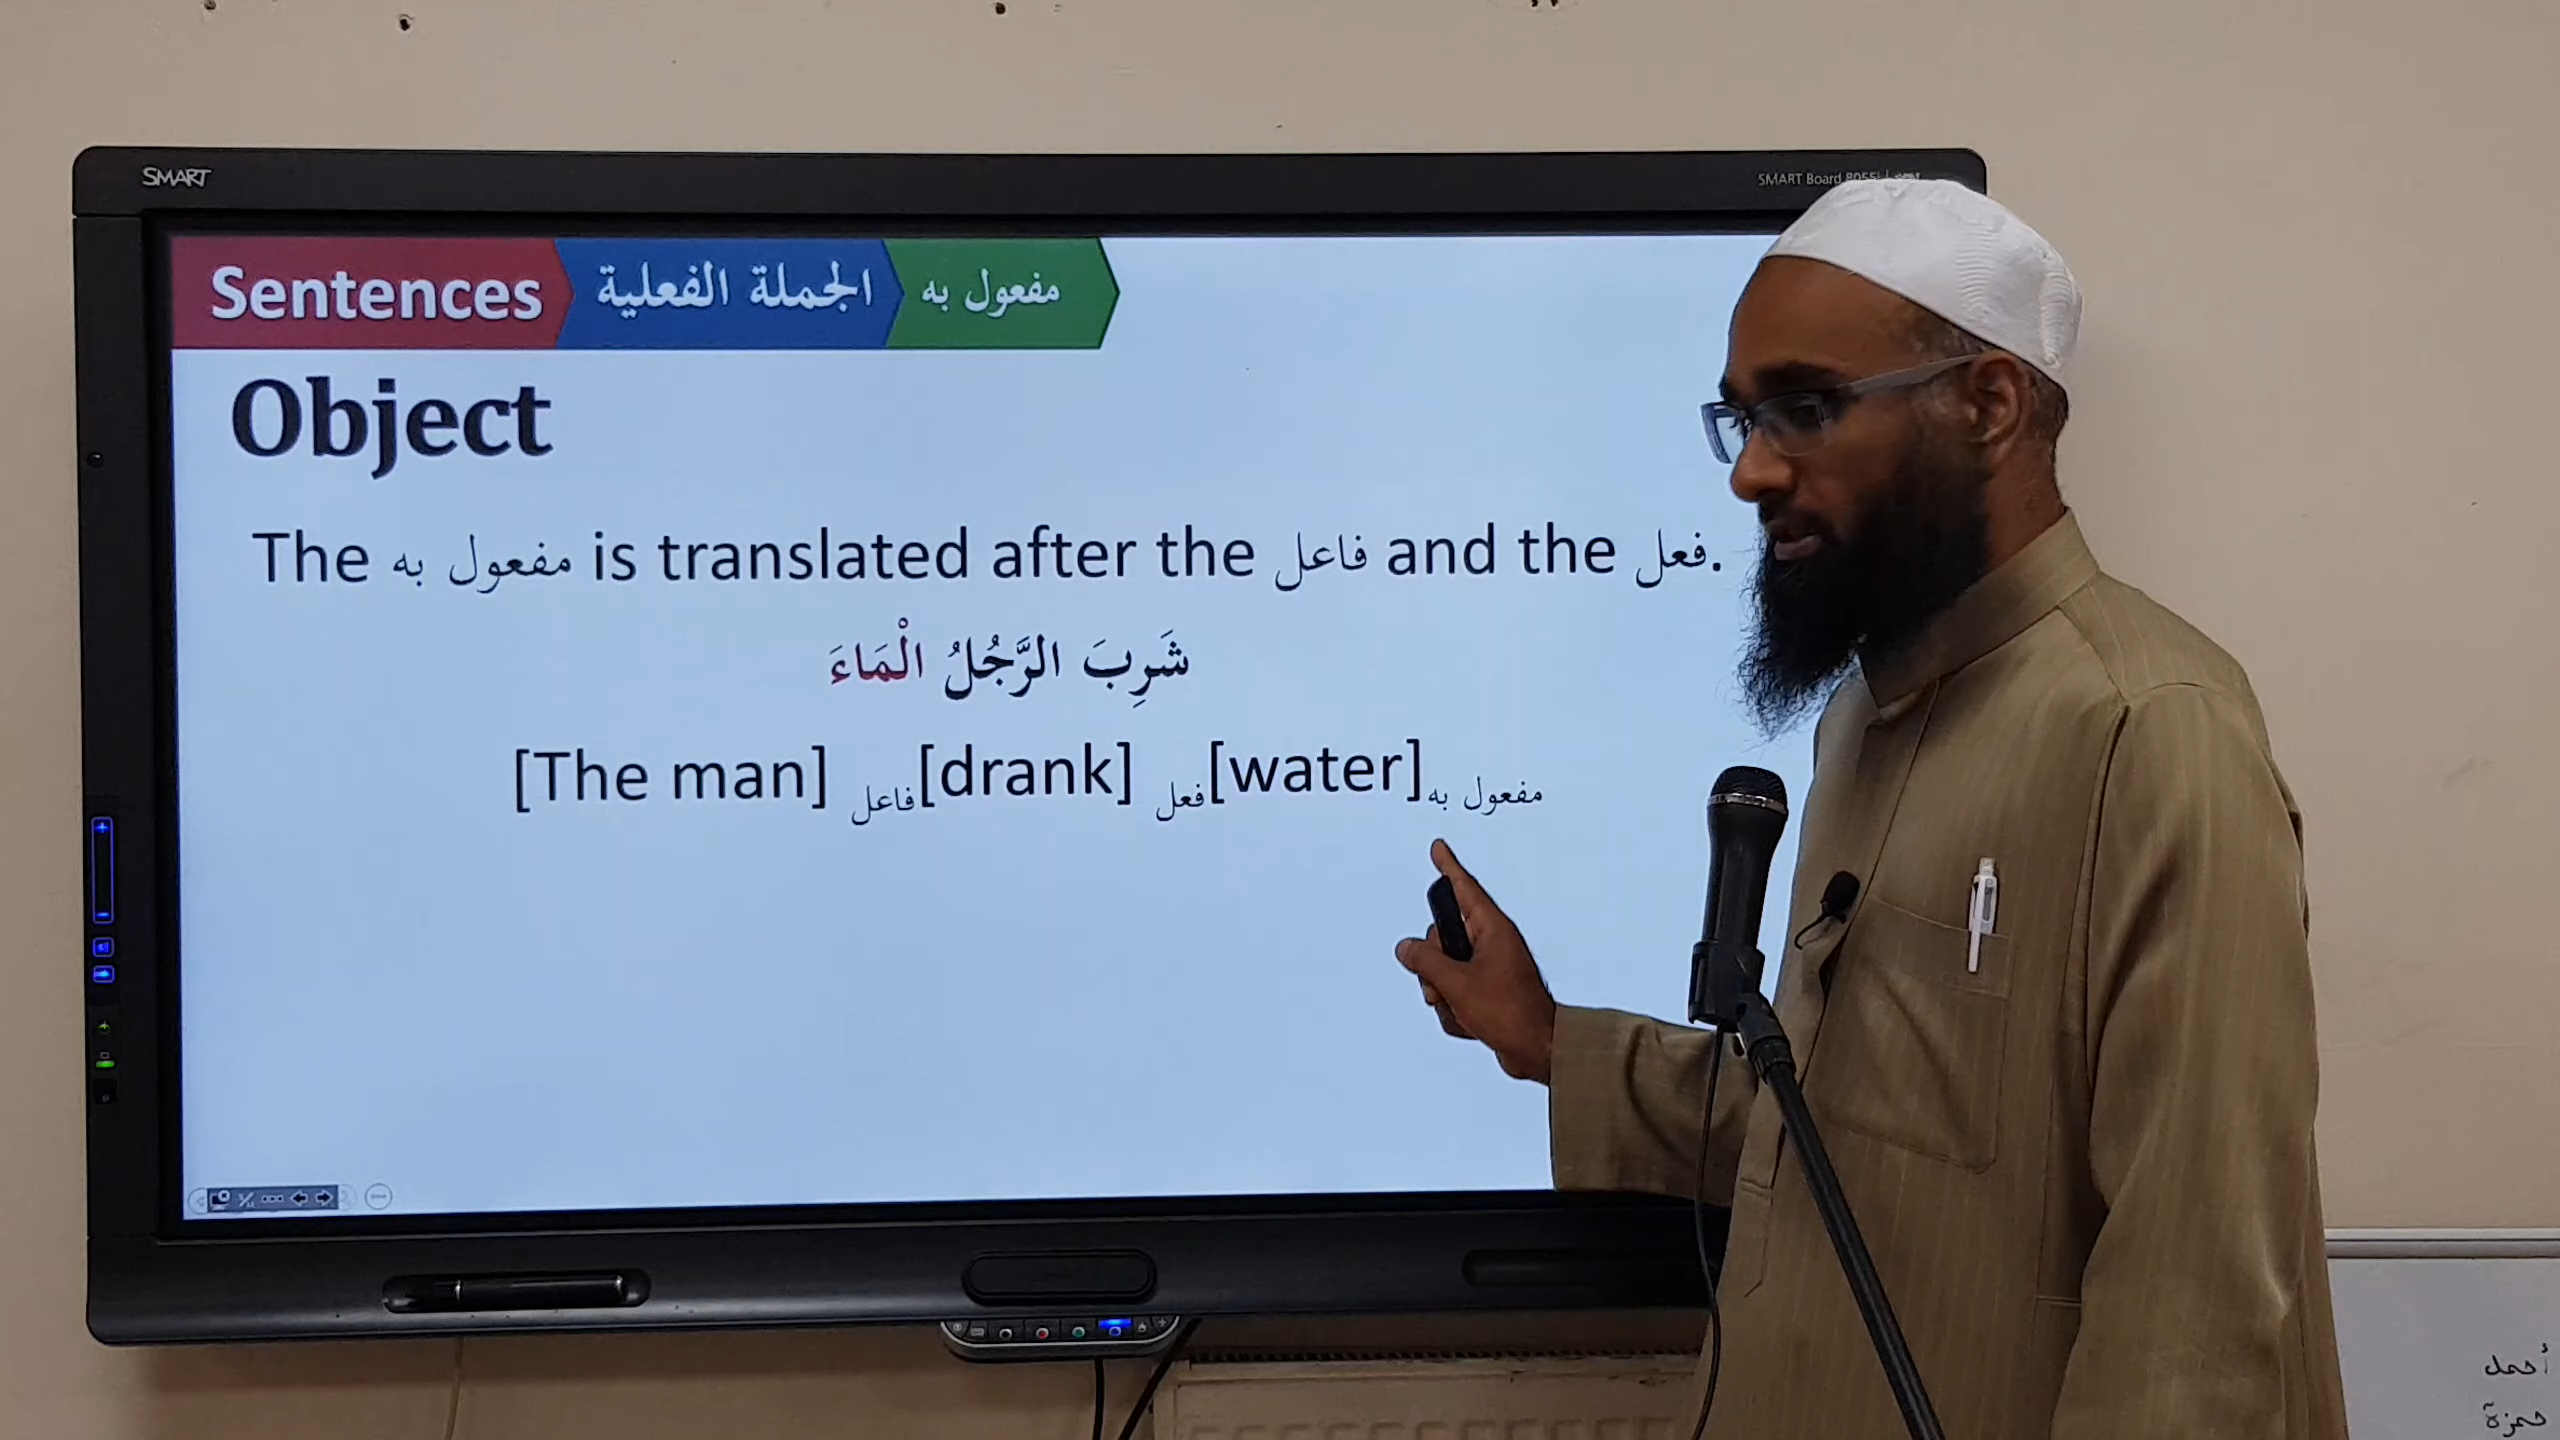 SMART
SMART Board
Sentences الجملة الفعلية مفعول به
Object
The مفعول به is translated after the فاعل and the فعل.
شَرِبَ الرَّجُلُ الْمَاءَ
[The man] فاعل [drank] فعل [water] مفعول به
أحمد
حمزة